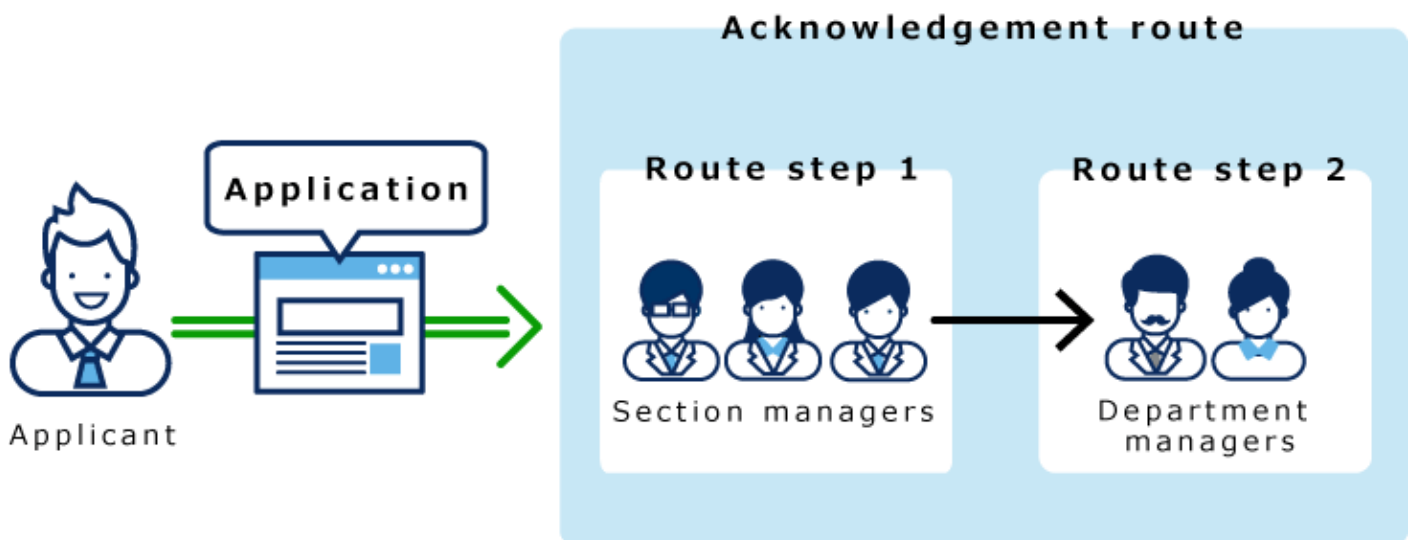 Acknowledgement route
Application
Route step 1
Route step 2
Applicant
Section managers
Department
managers